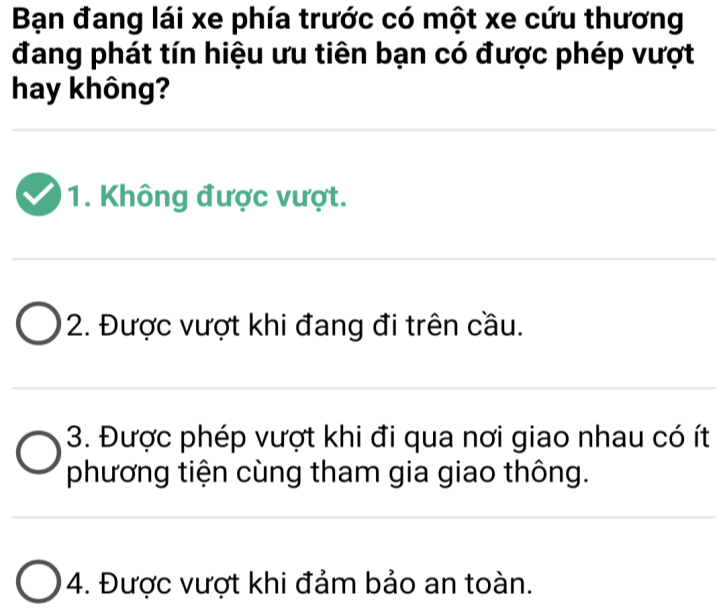 Bạn đang lái xe phía trước có một xe cứu thương
đang phát tín hiệu ưu tiên bạn có được phép vượt
hay không?
1. Không được vượt.
2. Được vượt khi đang đi trên cầu.
3. Được phép vượt khi đi qua nơi giao nhau có ít
phương tiện cùng tham gia giao thông.
4. Được vượt khi đảm bảo an toàn.